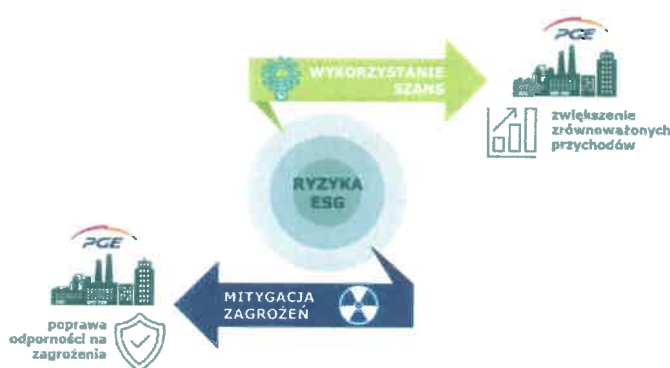 PGE
WYKORZYSTANIE
SZANS
zwiększenie
zrównoważonych
przychodów
RYZYKA
ESG
PGE
MITYGACJA
ZAGROŻEŃ
poprawa
odporności na
zagrożenia